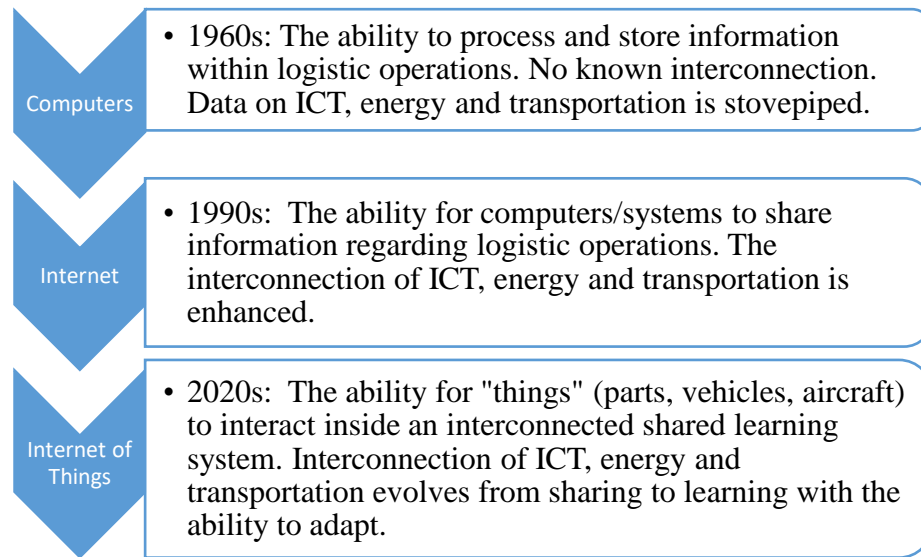 Computers
• 1960s: The ability to process and store information
within logistic operations. No known interconnection.
Data on ICT, energy and transportation is stovepiped.
Internet
• 1990s:  The ability for computers/systems to share
information regarding logistic operations. The
interconnection of ICT, energy and transportation is
enhanced.
Internet of
Things
• 2020s:  The ability for "things" (parts, vehicles, aircraft)
to interact inside an interconnected shared learning
system. Interconnection of ICT, energy and
transportation evolves from sharing to learning with the
ability to adapt.